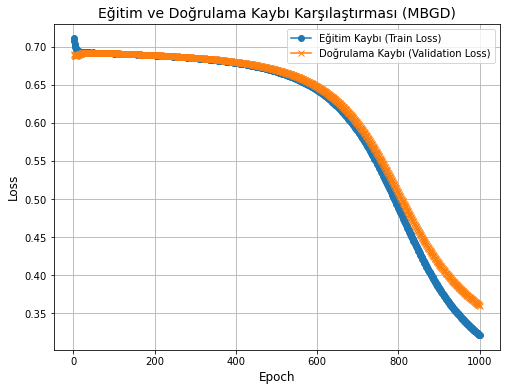 Eğitim ve Doğrulama Kaybı Karşılaştırması (MBGD)
Eğitim Kaybı (Train Loss)
Doğrulama Kaybı (Validation Loss)
Loss
0.70
0.65
0.60
0.55
0.50
0.45
0.40
0.35
0
200
400
600
800
1000
Epoch